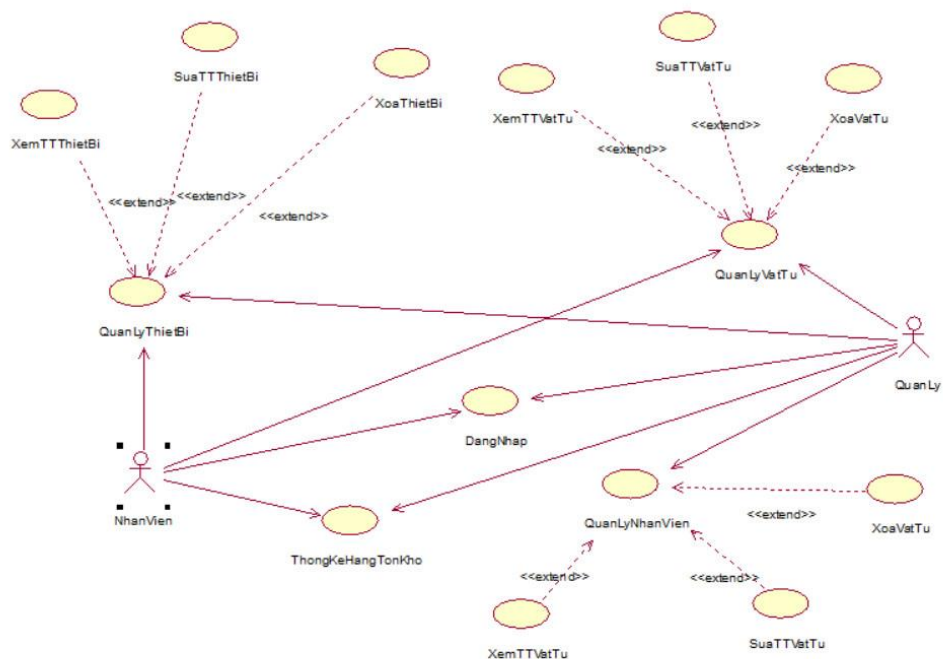 SuaTTThietBi
SuaTTVatTu
XoaThietBi
XemTTVatTu
XoaVatTu
XemTTThietBi
<<extend>>
<<extend>>
<<extend>>
<<extend>>
<<extend>>
<<extend>>
QuanLyVatTu
QuanLyThietBi
QuanLy
DangNhap
NhanVien
ThongKeHangTonKho
QuanLyNhanVien
<<extend>>
XoaVatTu
<<extend>>
<<extend>>
XemTTVatTu
SuaTTVatTu